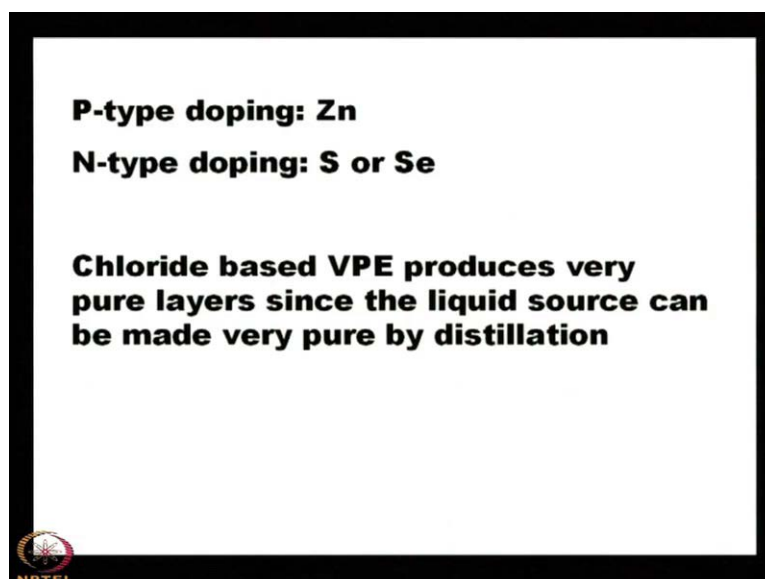 P-type doping: Zn
N-type doping: S or Se
Chloride based VPE produces very
pure layers since the liquid source can
be made very pure by distillation
NPTEL